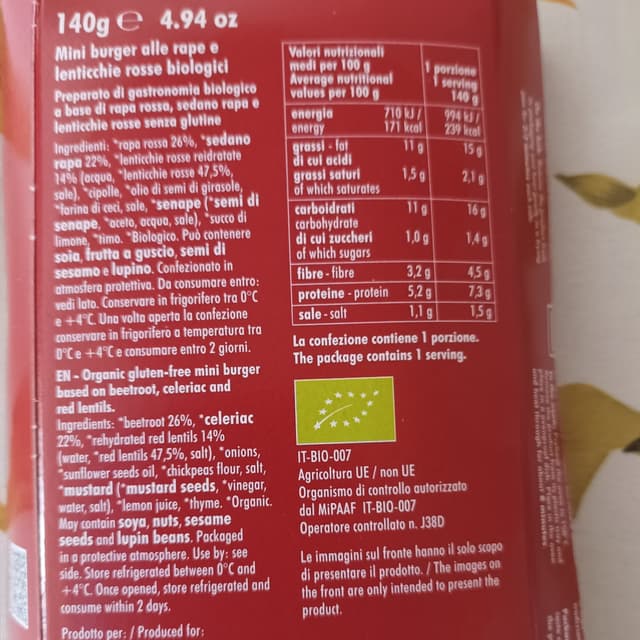 140g ℮ 4.94 oz
Mini burger alle rape e
lenticchie rosse biologici
Preparato di gastronomia biologico
a base di rapa rossa, sedano rapa e
lenticchie rosse senza glutine
Ingredienti: *rapa rossa 26%, *sedano
rapa 22%, *lenticchie rosse reidratate
14% (acqua, *lenticchie rosse 47,5%,
sale), *cipolle, *olio di semi di girasole,
*farina di ceci, sale, *senape (*semi di
senape, *aceto, acqua, sale), *succo di
limone, *timo. *Biologico. Può contenere
soia, frutta a guscio, semi di
sesamo e lupino. Confezionato in
atmosfera protettiva. Da consumare entro:
vedi lato. Conservare in frigorifero tra 0°C
e +4°C. Una volta aperta la confezione
conservare in frigorifero a temperatura tra
0°C e +4°C e consumare entro 2 giorni.
EN - Organic gluten-free mini burger
based on beetroot, celeriac and
red lentils.
Ingredients: *beetroot 26%, *celeriac
22%, *rehydrated red lentils 14%
(water, *red lentils 47,5%, salt), *onions,
*sunflower seeds oil, *chickpeas flour, salt,
*mustard (*mustard seeds, *vinegar,
water, salt), *lemon juice, *thyme. *Organic.
May contain soya, nuts, sesame
seeds and lupin beans. Packaged
in a protective atmosphere. Use by: see
side. Store refrigerated between 0°C and
+4°C. Once opened, store refrigerated and
consume within 2 days.
Prodotto per: / Produced for:
Valori nutrizionali
medi per 100 g
Average nutritional
values per 100 g
1 porzione
1 serving
140 g
energia 710 kJ / 994 kJ /
energy 171 kcal 239 kcal
grassi - fat 11 g 15 g
di cui acidi
grassi saturi 1,5 g 2,1 g
of which saturates
carboidrati 11 g 16 g
carbohydrate
di cui zuccheri 1,0 g 1,4 g
of which sugars
fibre - fibre 3,2 g 4,5 g
proteine - protein 5,2 g 7,3 g
sale - salt 1,1 g 1,5 g
La confezione contiene 1 porzione.
The package contains 1 serving.
IT-BIO-007
Agricoltura UE / non UE
Organismo di controllo autorizzato
dal MiPAAF IT-BIO-007
Operatore controllato n. J38D
Le immagini sul fronte hanno il solo scopo
di presentare il prodotto. / The images on
the front are only intended to present the
product.